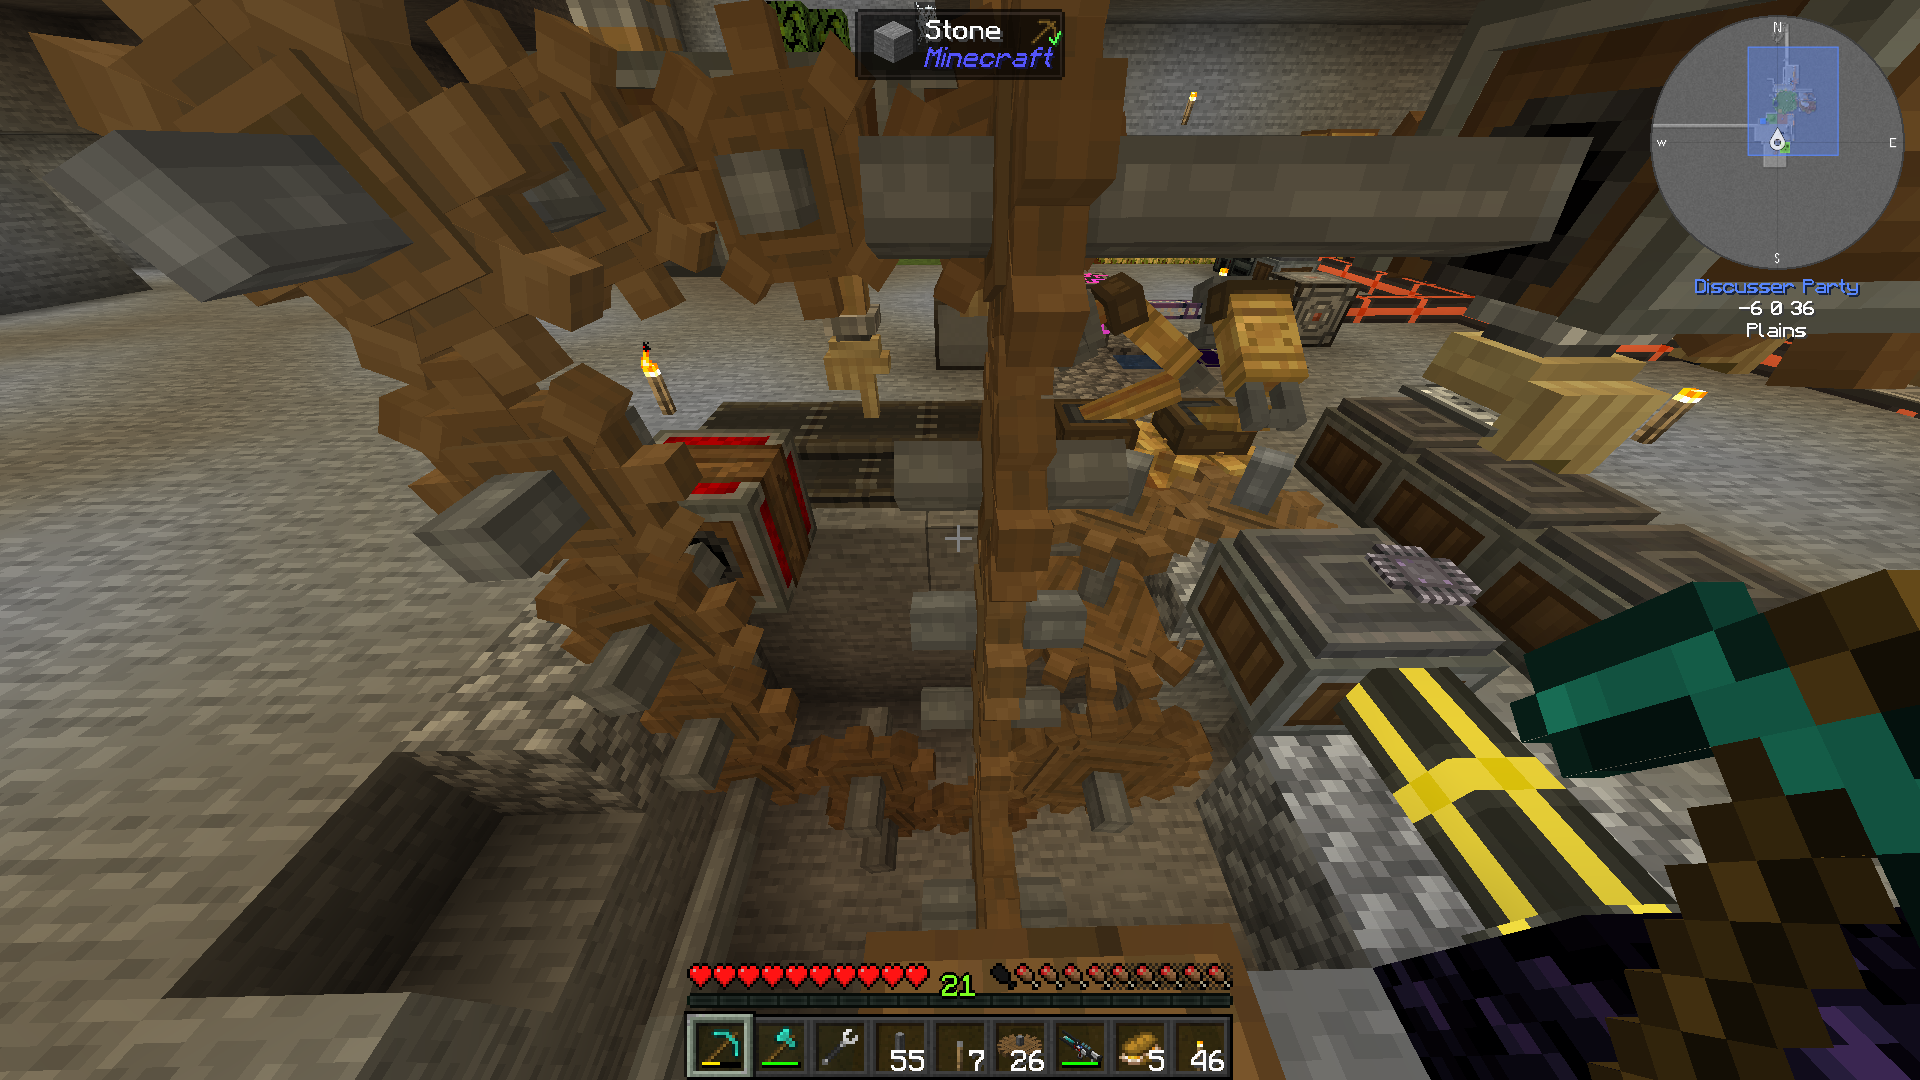 Stone
Minecraft
N
W
E
S
Discusser Party
-6 0 36
Plains
21
55
7
26
5
46